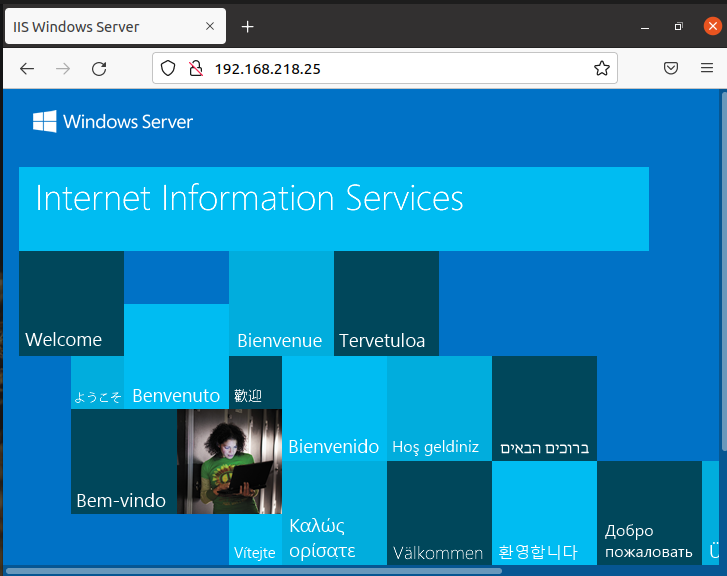 IIS Windows Server
192.168.218.25
Windows Server
Internet Information Services
Welcome
Bienvenue
Tervetuloa
ようこそ
Benvenuto
歡迎
Bienvenido
Hoş geldiniz
ברוכים הבאים
Bem-vindo
Vítejte
Καλώς
ορίσατε
Välkommen
환영합니다
Добро
пожаловать
Ü